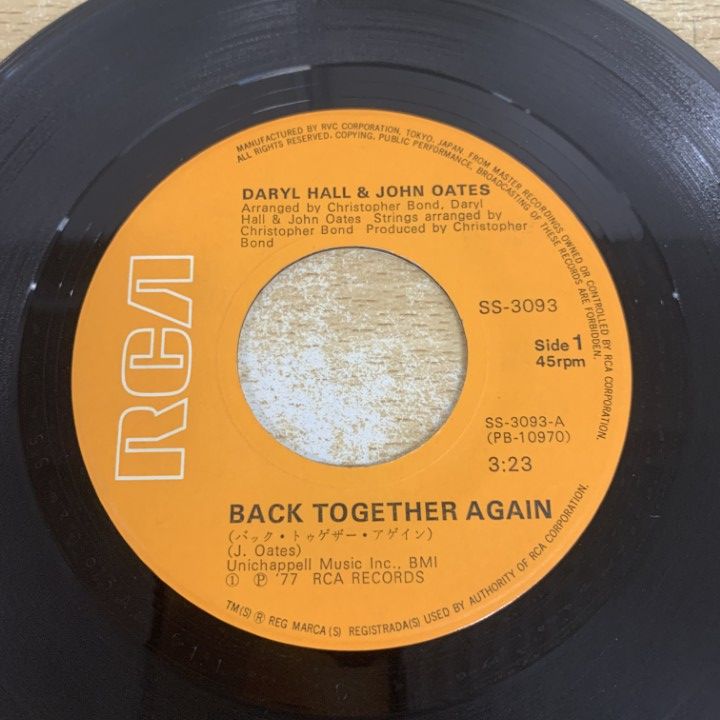 MANUFACTURED BY RVC CORPORATION, TOKYO, JAPAN. FROM MASTER RECORDINGS OWNED OR CONTROLLED BY RCA CORPORATION.
ALL RIGHTS RESERVED. COPYING, PUBLIC PERFORMANCE, BROADCASTING OF THESE RECORDS ARE FORBIDDEN.
DARYL HALL & JOHN OATES
Arranged by Christopher Bond, Daryl
Hall & John Oates Strings arranged by
Christopher Bond Produced by Christopher
Bond
RCA
SS-3093
Side 1
45rpm
SS-3093-A
(PB-10970)
3:23
BACK TOGETHER AGAIN
(バック・トゥゲザー・アゲイン)
(J. Oates)
Unichappell Music Inc., BMI
① Ⓟ '77 RCA RECORDS
TM(S) ® REG MARCA(S) REGISTRADA(S) USED BY AUTHORITY OF RCA CORPORATION.